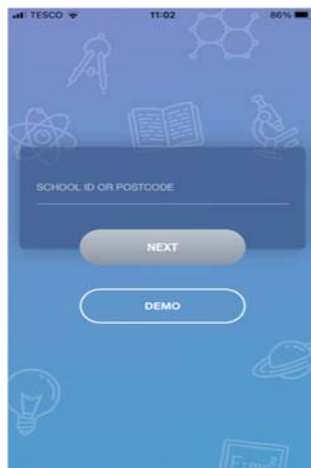 TESCO 11:02 86%
SCHOOL ID OR POSTCODE
NEXT
DEMO